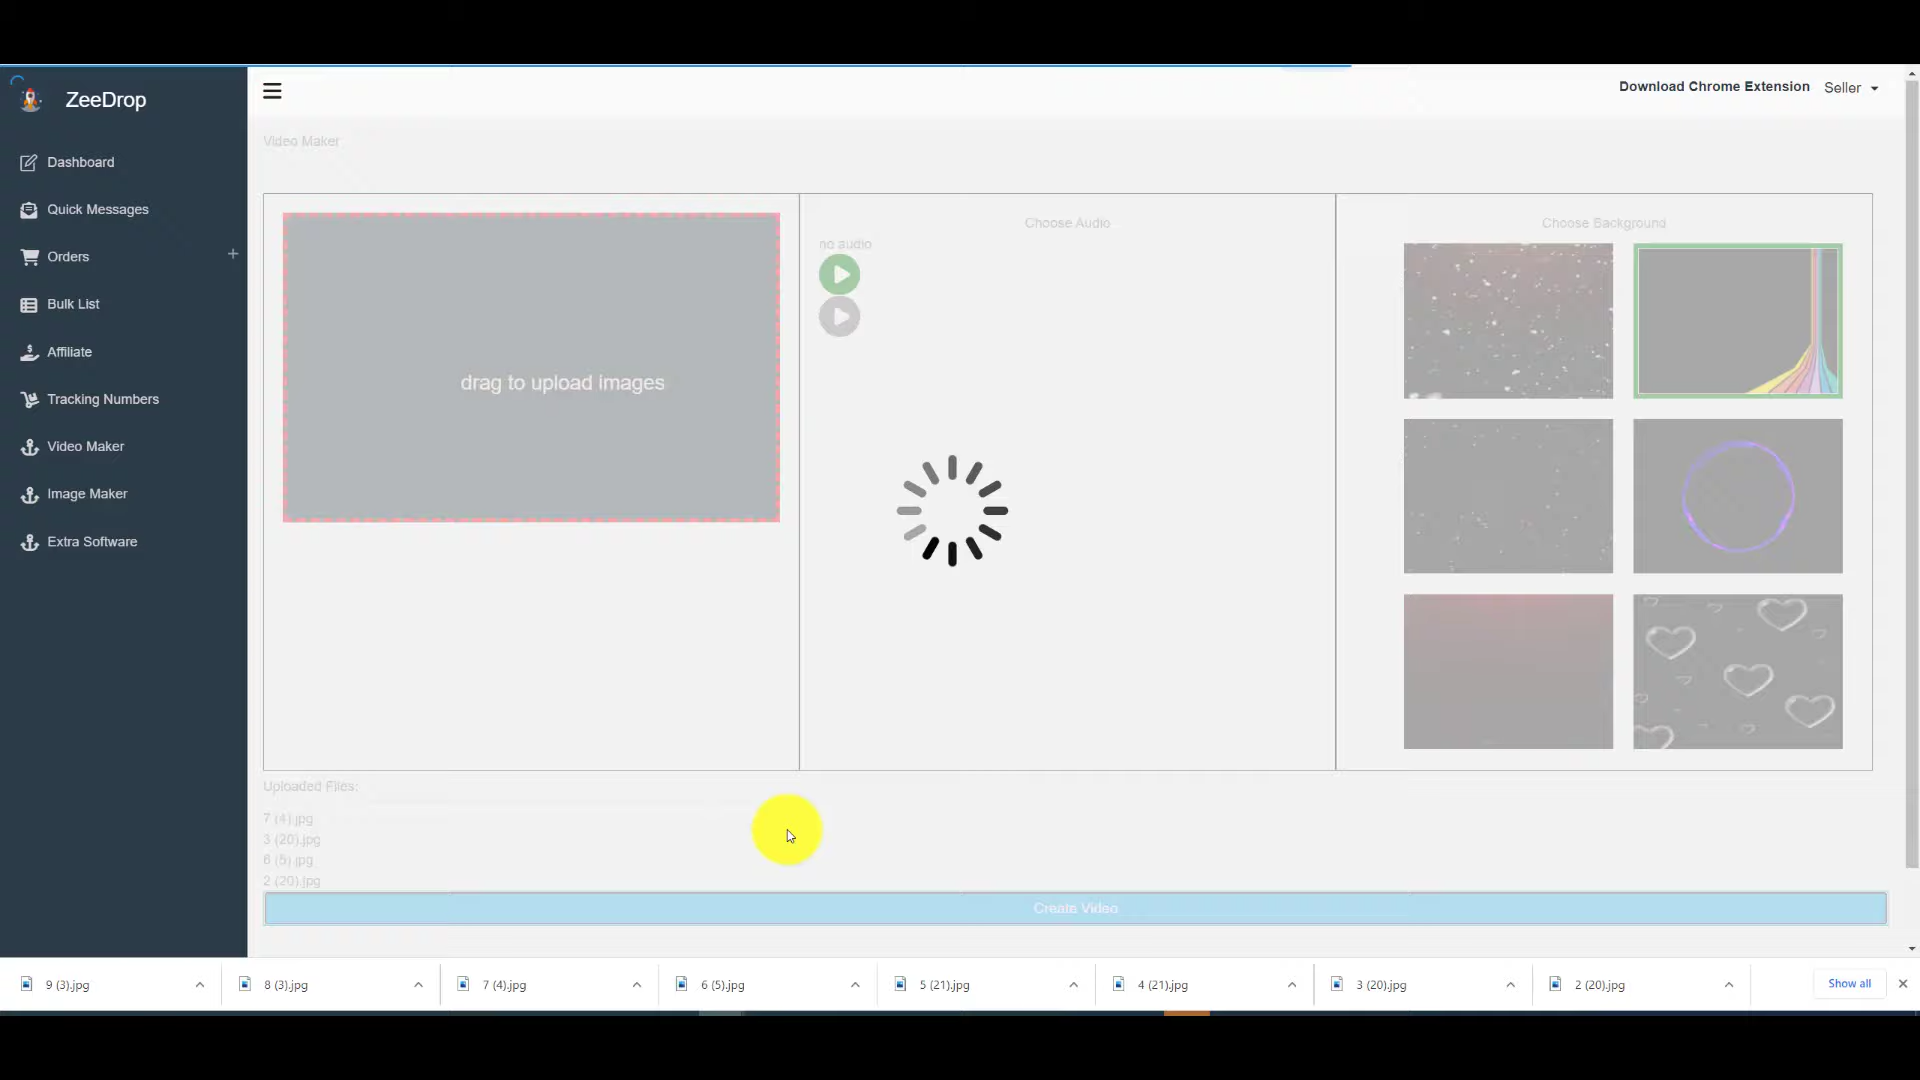 ZeeDrop
Download Chrome Extension
Seller
Video Maker
Dashboard
Quick Messages
Orders
Bulk List
Affiliate
Tracking Numbers
Video Maker
Image Maker
Extra Software
drag to upload images
Choose Audio
no audio
Choose Background
Uploaded Files:
7 (4).jpg
3 (20).jpg
6 (5).jpg
2 (20).jpg
Create Video
9 (3).jpg
8 (3).jpg
7 (4).jpg
6 (5).jpg
5 (21).jpg
4 (21).jpg
3 (20).jpg
2 (20).jpg
Show all